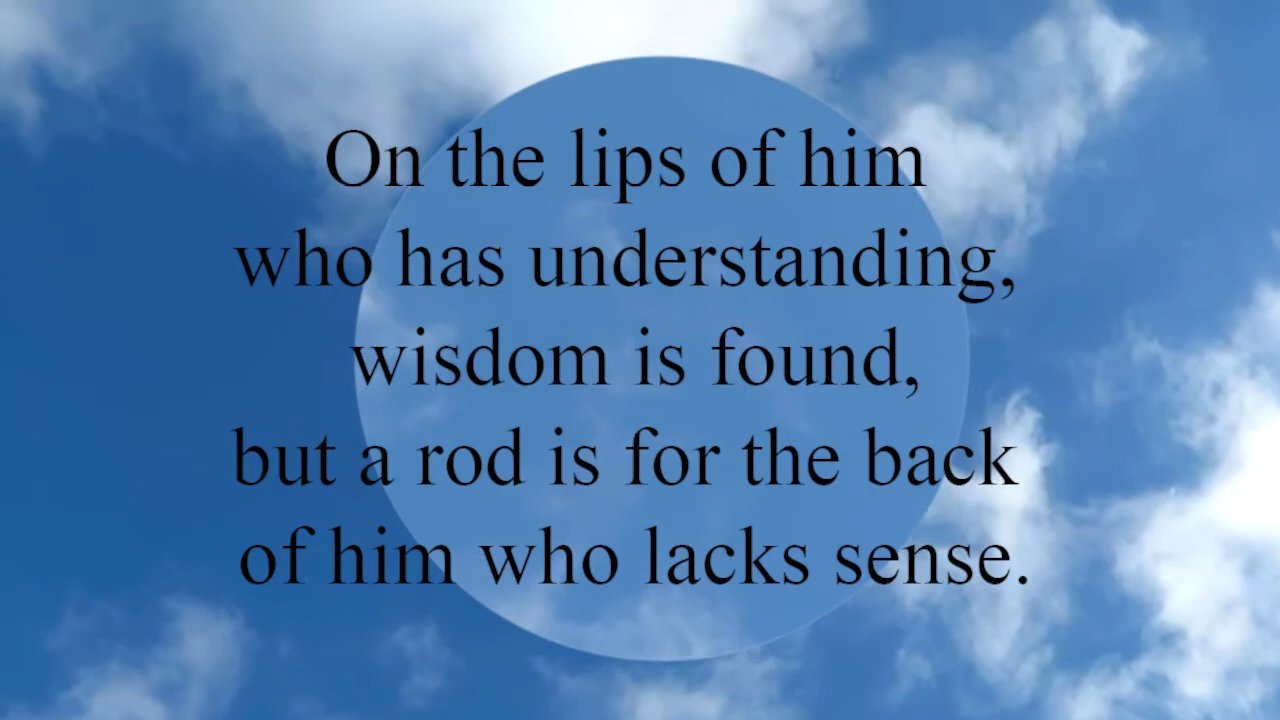 On the lips of him
who has understanding,
wisdom is found,
but a rod is for the back
of him who lacks sense.